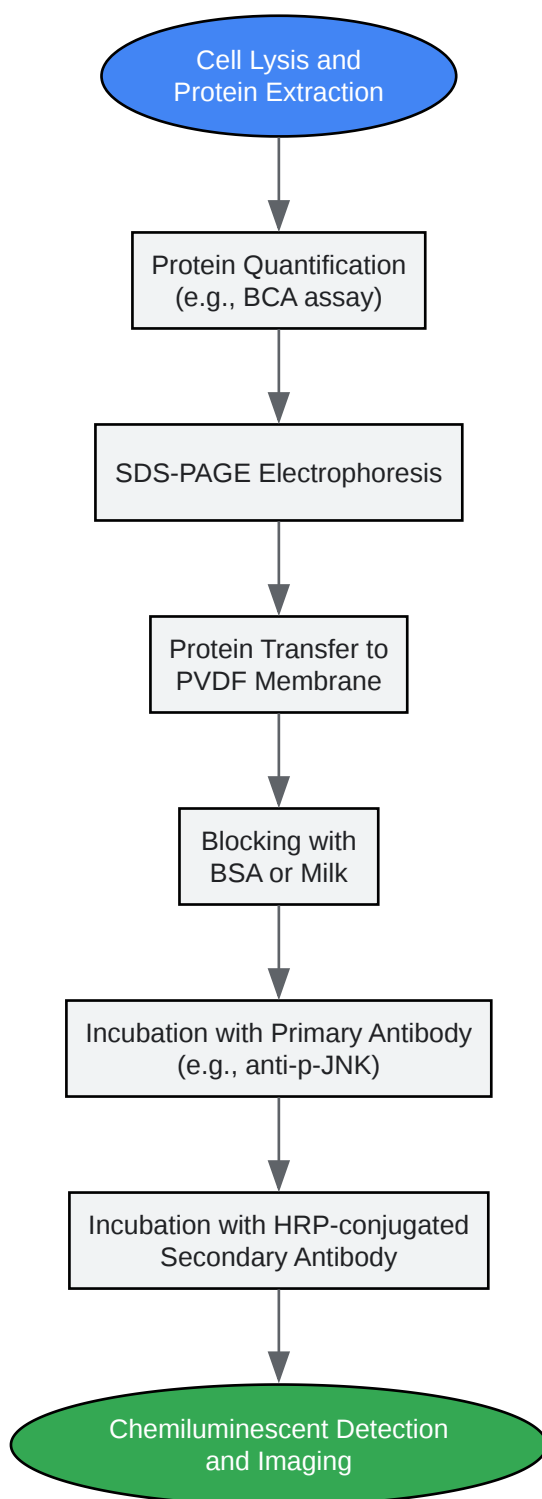 Cell Lysis and
Protein Extraction
Protein Quantification
(e.g., BCA assay)
SDS-PAGE Electrophoresis
Protein Transfer to
PVDF Membrane
Blocking with
BSA or Milk
Incubation with Primary Antibody
(e.g., anti-p-JNK)
Incubation with HRP-conjugated
Secondary Antibody
Chemiluminescent Detection
and Imaging